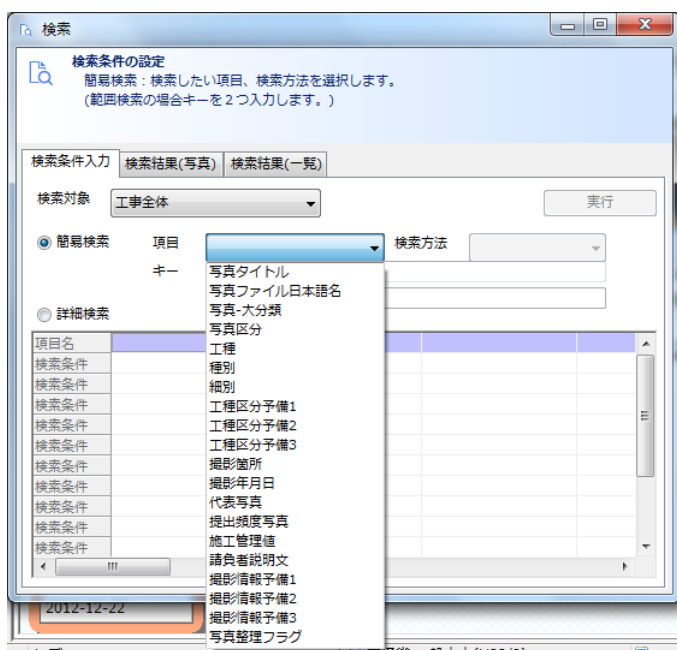 検索
検索条件の設定
簡易検索：検索したい項目、検索方法を選択します。
(範囲検索の場合キーを２つ入力します。)
検索条件入力 検索結果(写真) 検索結果(一覧)
検索対象 工事全体 実行
簡易検索 項目 検索方法
キー
写真タイトル
写真ファイル日本語名
写真-大分類
写真区分
工種
種別
細別
工種区分予備1
工種区分予備2
工種区分予備3
撮影箇所
撮影年月日
代表写真
提出頻度写真
施工管理値
請負者説明文
撮影情報予備1
撮影情報予備2
撮影情報予備3
写真整理フラグ
詳細検索
項目名
検索条件
検索条件
検索条件
検索条件
検索条件
検索条件
検索条件
検索条件
検索条件
検索条件
2012-12-22